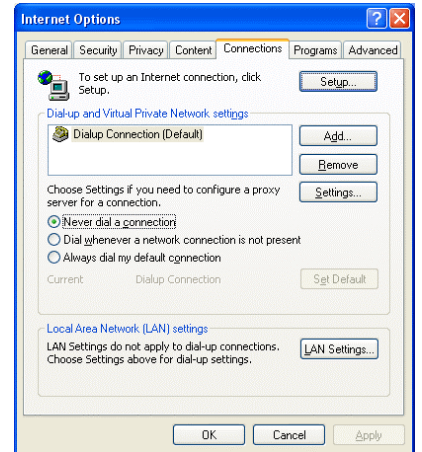 Internet Options
General Security Privacy Content Connections Programs Advanced
To set up an Internet connection, click
Setup.
Setup...
Dial-up and Virtual Private Network settings
Dialup Connection (Default)
Add...
Remove
Choose Settings if you need to configure a proxy
server for a connection.
Settings...
Never dial a connection
Dial whenever a network connection is not present
Always dial my default connection
Current Dialup Connection Set Default
Local Area Network (LAN) settings
LAN Settings do not apply to dial-up connections.
Choose Settings above for dial-up settings.
LAN Settings...
OK Cancel Apply